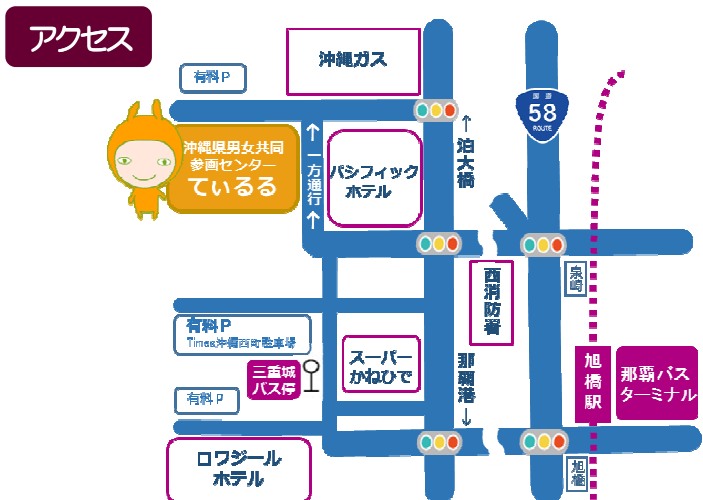 アクセス
沖縄ガス
有料P
国道
58
ROUTE
沖縄県男女共同
参画センター
ているる
↑一方通行↑
パシフィック
ホテル
↑泊大橋
西消防署
泉崎
有料P
Times沖縄西町駐車場
スーパー
かねひで
那覇港↓
三重城
バス停
旭橋駅
那覇バス
ターミナル
有料P
ロワジール
ホテル
旭橋